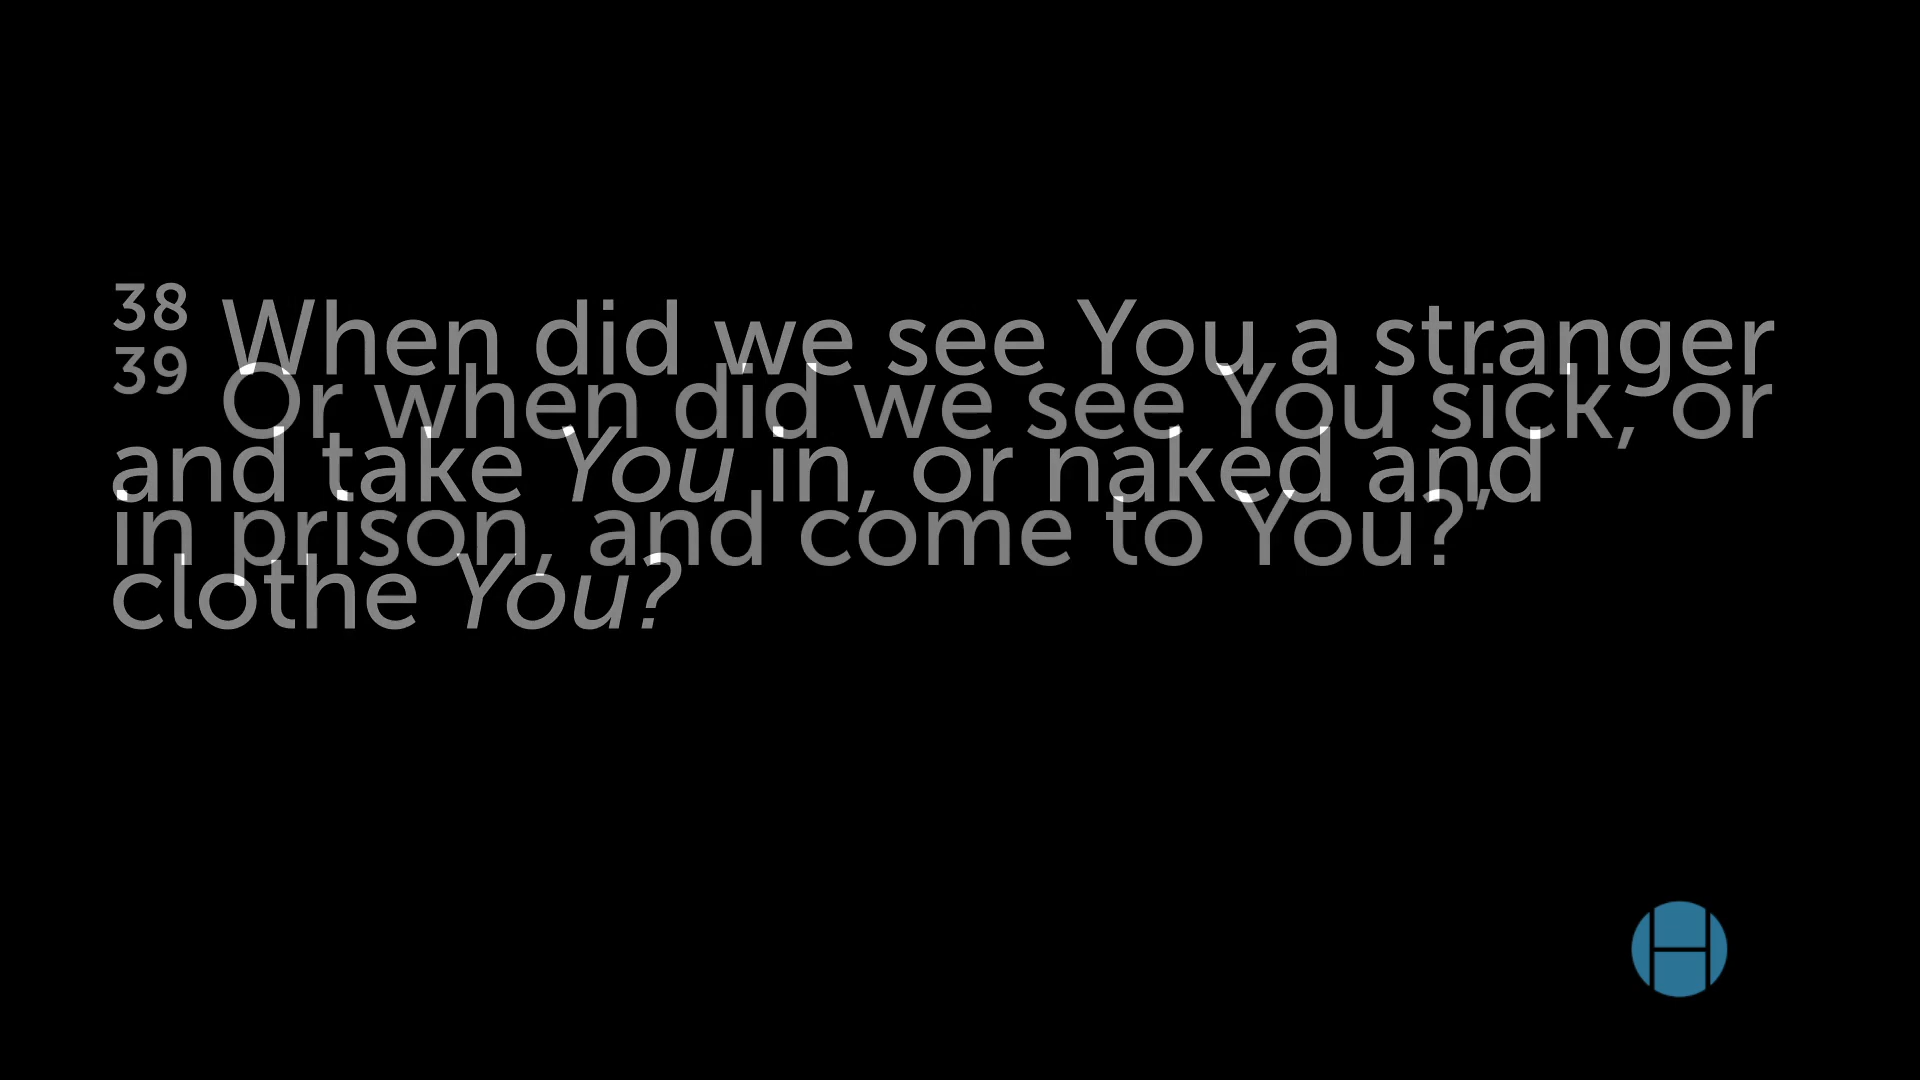 38 When did we see You a stranger
and take You in, or naked and
clothe You?
39 Or when did we see You sick, or
in prison, and come to You?’